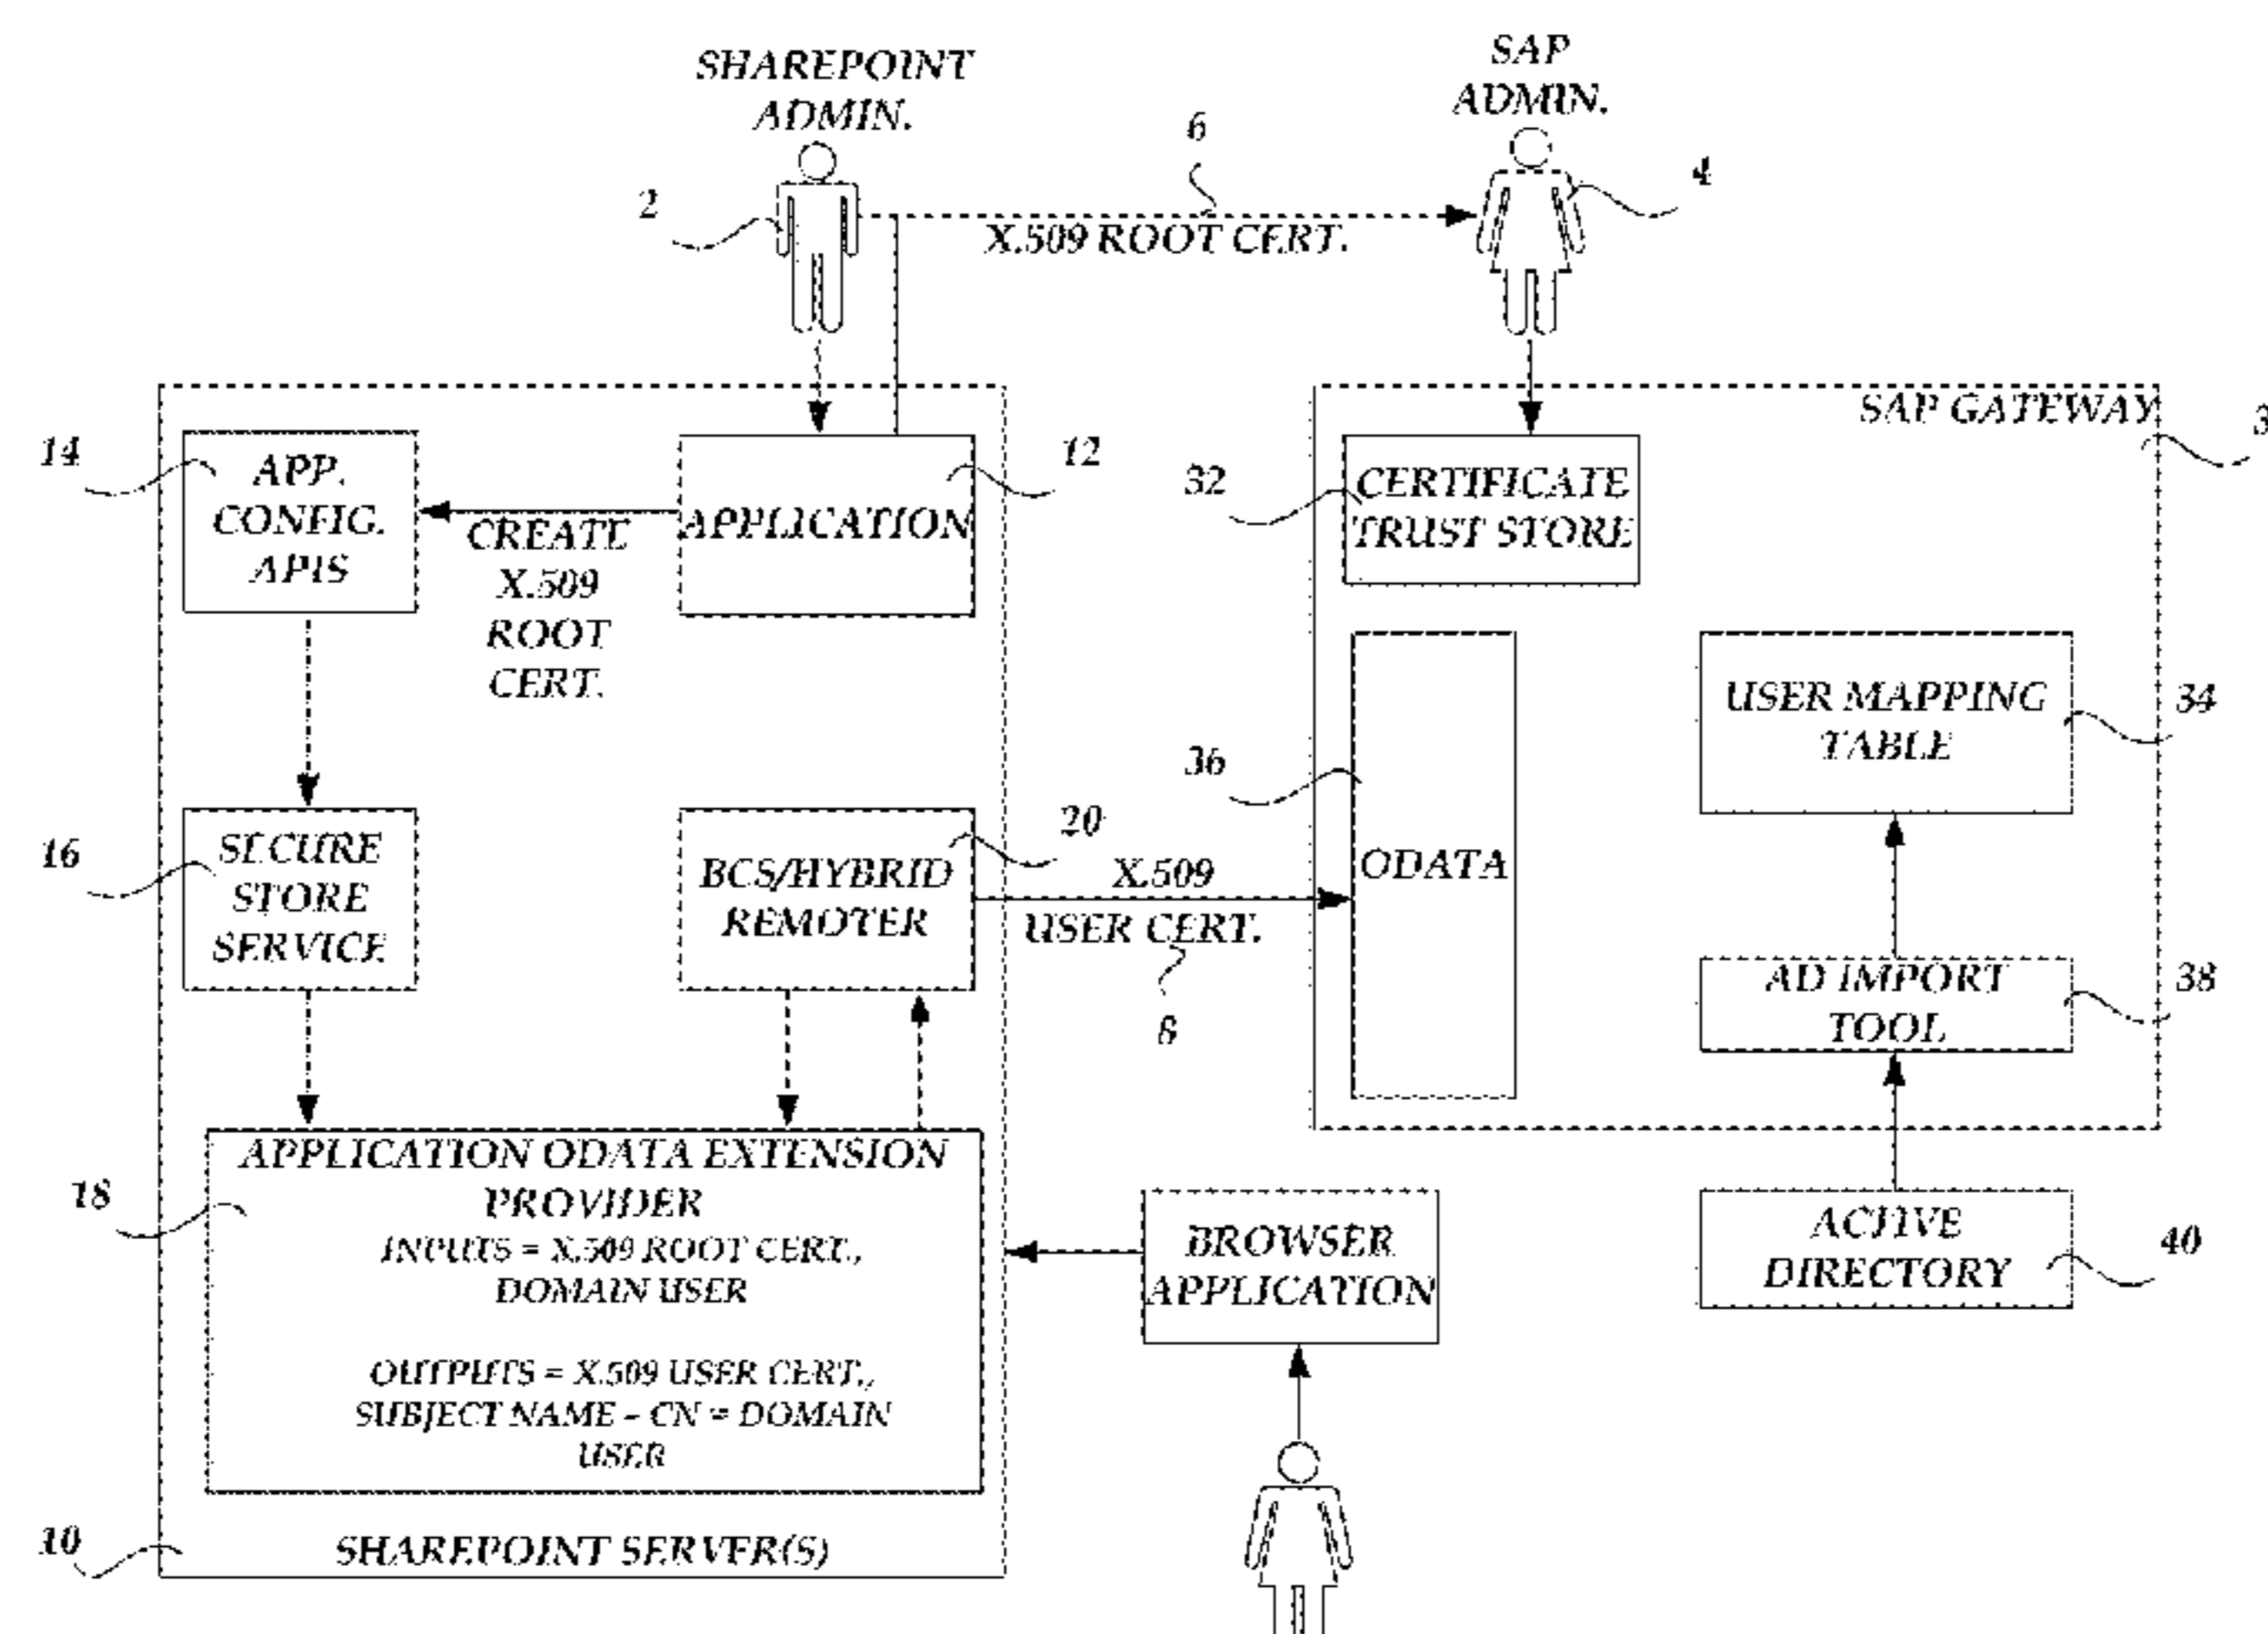 SHAREPOINT
ADMIN.
SAP
ADMIN.
2
6
4
X.509 ROOT CERT.
SAP GATEWAY
3
14
APP.
CONFIG.
APIS
CREATE
X.509
ROOT
CERT.
APPLICATION
12
32
CERTIFICATE
TRUST STORE
USER MAPPING
TABLE
34
36
ODATA
16
SECURE
STORE
SERVICE
BCS/HYBRID
REMOTER
20
X.509
USER CERT.
8
AD IMPORT
TOOL
38
18
APPLICATION ODATA EXTENSION
PROVIDER
INPUTS = X.509 ROOT CERT.,
DOMAIN USER
OUTPUTS = X.509 USER CERT.,
SUBJECT NAME – CN = DOMAIN
USER
BROWSER
APPLICATION
ACTIVE
DIRECTORY
40
10
SHAREPOINT SERVER(S)